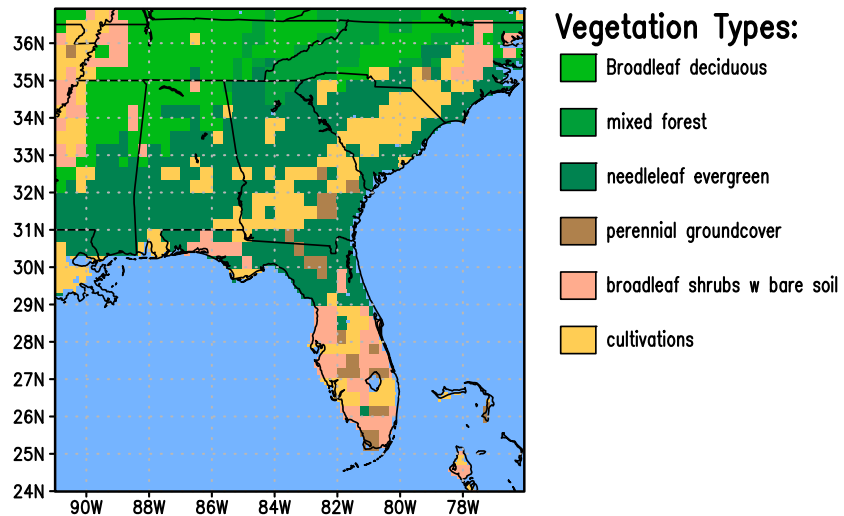 Vegetation Types:
Broadleaf deciduous
mixed forest
needleleaf evergreen
perennial groundcover
broadleaf shrubs w bare soil
cultivations
36N
35N
34N
33N
32N
31N
30N
29N
28N
27N
26N
25N
24N
90W 88W 86W 84W 82W 80W 78W